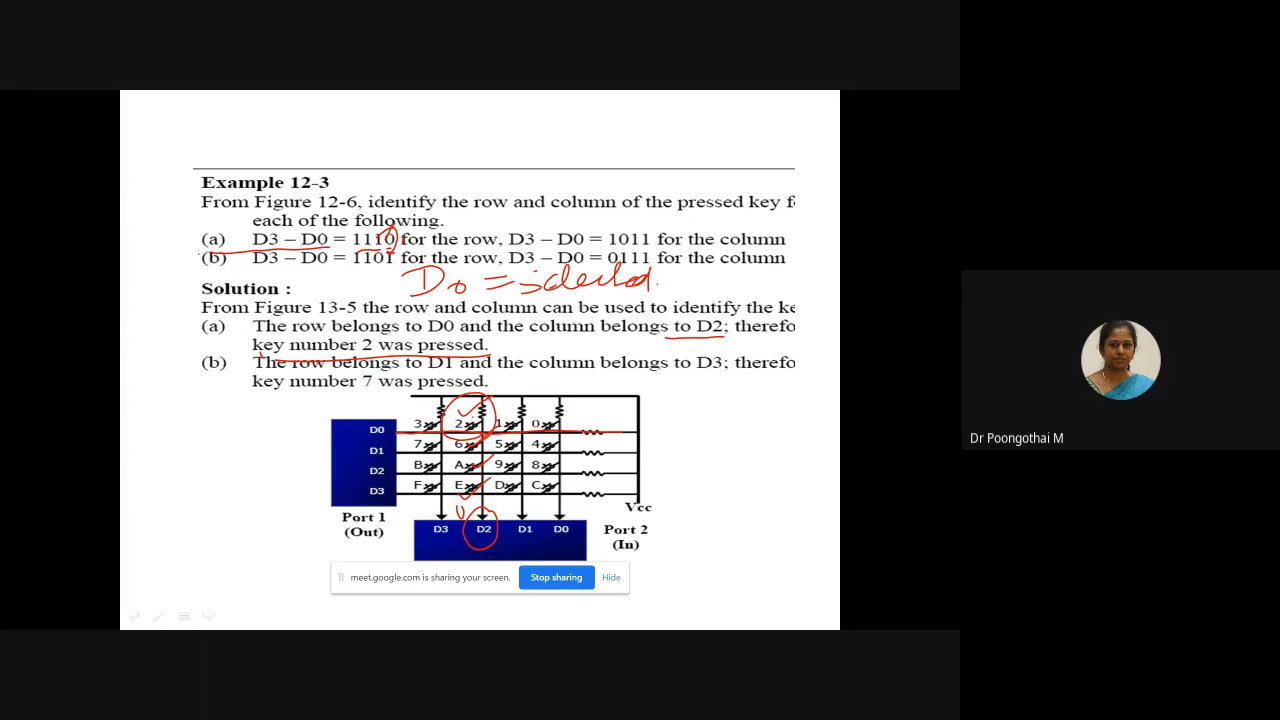 Example 12-3
From Figure 12-6, identify the row and column of the pressed key f
each of the following.
(a) D3 – D0 = 1110 for the row, D3 – D0 = 1011 for the column
(b) D3 – D0 = 1101 for the row, D3 – D0 = 0111 for the column
D0 = selected.
Solution :
From Figure 13-5 the row and column can be used to identify the ke
(a) The row belongs to D0 and the column belongs to D2; therefo
key number 2 was pressed.
(b) The row belongs to D1 and the column belongs to D3; therefo
key number 7 was pressed.
D0 3 2 1 0
D1 7 6 5 4
D2 B A 9 8
D3 F E D C
0
Vcc
Port 1
(Out)
D3 D2 D1 D0
Port 2
(In)
meet.google.com is sharing your screen. Stop sharing Hide
Dr Poongothai M